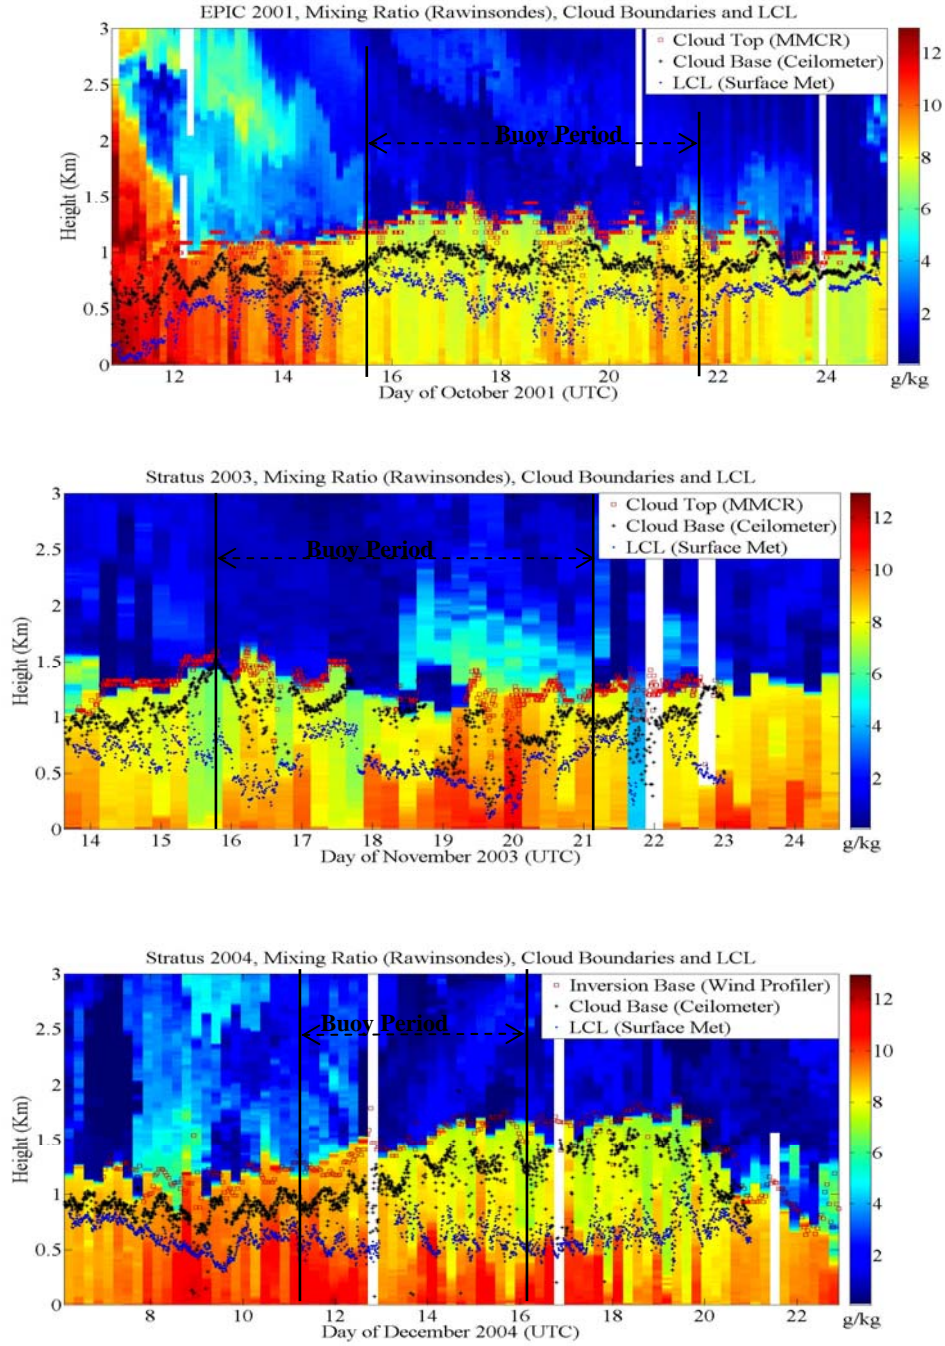 EPIC 2001, Mixing Ratio (Rawinsondes), Cloud Boundaries and LCL
3
2.5
2
1.5
1
0.5
0
Height (Km)
Cloud Top (MMCR)
Cloud Base (Ceilometer)
LCL (Surface Met)
Buoy Period
12
10
8
6
4
2
g/kg
12 14 16 18 20 22 24
Day of October 2001 (UTC)
Stratus 2003, Mixing Ratio (Rawinsondes), Cloud Boundaries and LCL
3
2.5
2
1.5
1
0.5
0
Height (Km)
Cloud Top (MMCR)
Cloud Base (Ceilometer)
LCL (Surface Met)
Buoy Period
12
10
8
6
4
2
g/kg
14 15 16 17 18 19 20 21 22 23 24
Day of November 2003 (UTC)
Stratus 2004, Mixing Ratio (Rawinsondes), Cloud Boundaries and LCL
3
2.5
2
1.5
1
0.5
0
Height (Km)
Inversion Base (Wind Profiler)
Cloud Base (Ceilometer)
LCL (Surface Met)
Buoy Period
12
10
8
6
4
2
g/kg
8 10 12 14 16 18 20 22
Day of December 2004 (UTC)